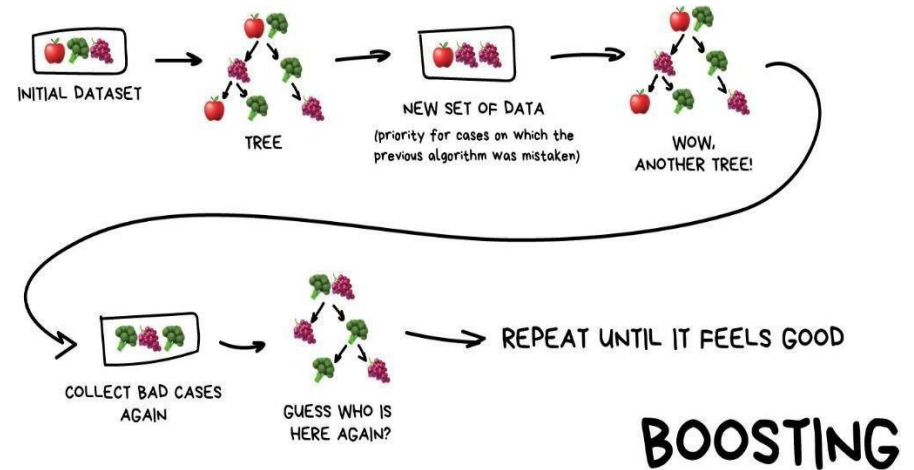 INITIAL DATASET
TREE
NEW SET OF DATA
(priority for cases on which the
previous algorithm was mistaken)
WOW,
ANOTHER TREE!
COLLECT BAD CASES
AGAIN
GUESS WHO IS
HERE AGAIN?
REPEAT UNTIL IT FEELS GOOD
BOOSTING